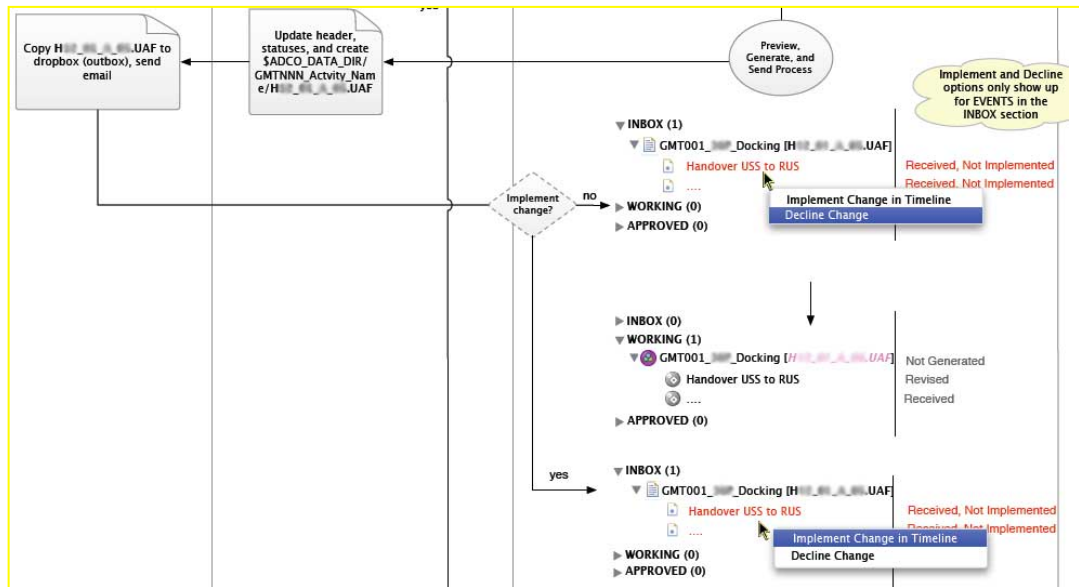 yes
Copy H .UAF to
dropbox (outbox), send
email
Update header,
statuses, and create
$ADCO_DATA_DIR/
GMTNNN_Actvity_Nam
e/H .UAF
Preview,
Generate, and
Send Process
Implement and Decline
options only show up
for EVENTS in the
INBOX section
INBOX (1)
GMT001_ _Docking [H .UAF]
Handover USS to RUS Received, Not Implemented
.... Received, Not Implemented
Implement Change in Timeline
Decline Change
WORKING (0)
APPROVED (0)
Implement
change?
no
INBOX (0)
WORKING (1)
GMT001_ _Docking [H .UAF] Not Generated
Handover USS to RUS Revised
.... Received
APPROVED (0)
yes
INBOX (1)
GMT001_ _Docking [H .UAF]
Handover USS to RUS Received, Not Implemented
.... Received, Not Implemented
Implement Change in Timeline
Decline Change
WORKING (0)
APPROVED (0)